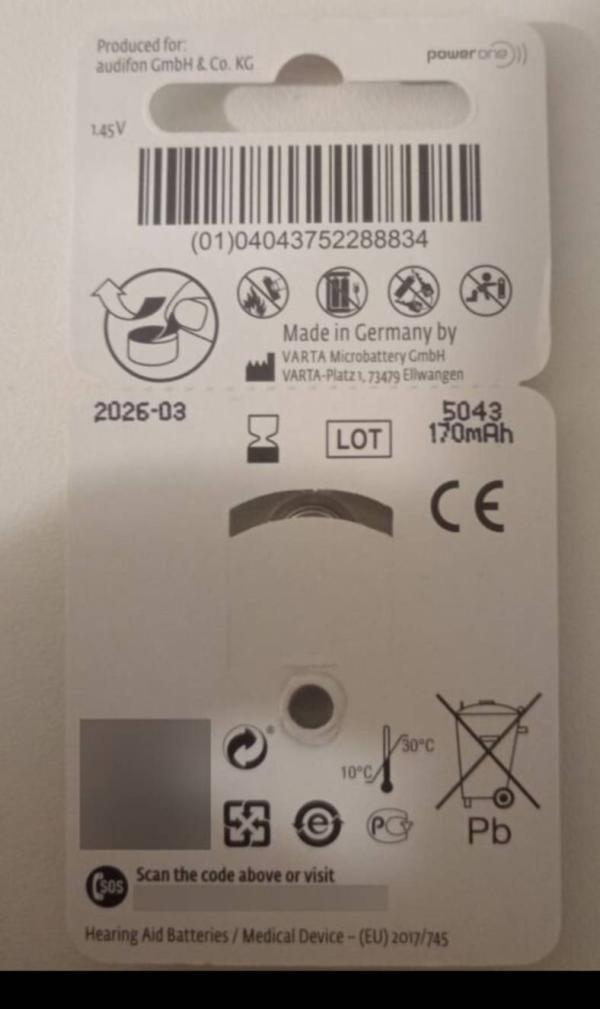 Produced for:
audifon GmbH & Co. KG
power one
1.45V
(01)04043752288834
Made in Germany by
VARTA Microbattery GmbH
VARTA-Platz 1, 73479 Ellwangen
2026-03
LOT
5043
170mAh
CE
30°C
10°C
e
PC
Pb
SOS
Scan the code above or visit
Hearing Aid Batteries / Medical Device – (EU) 2017/745